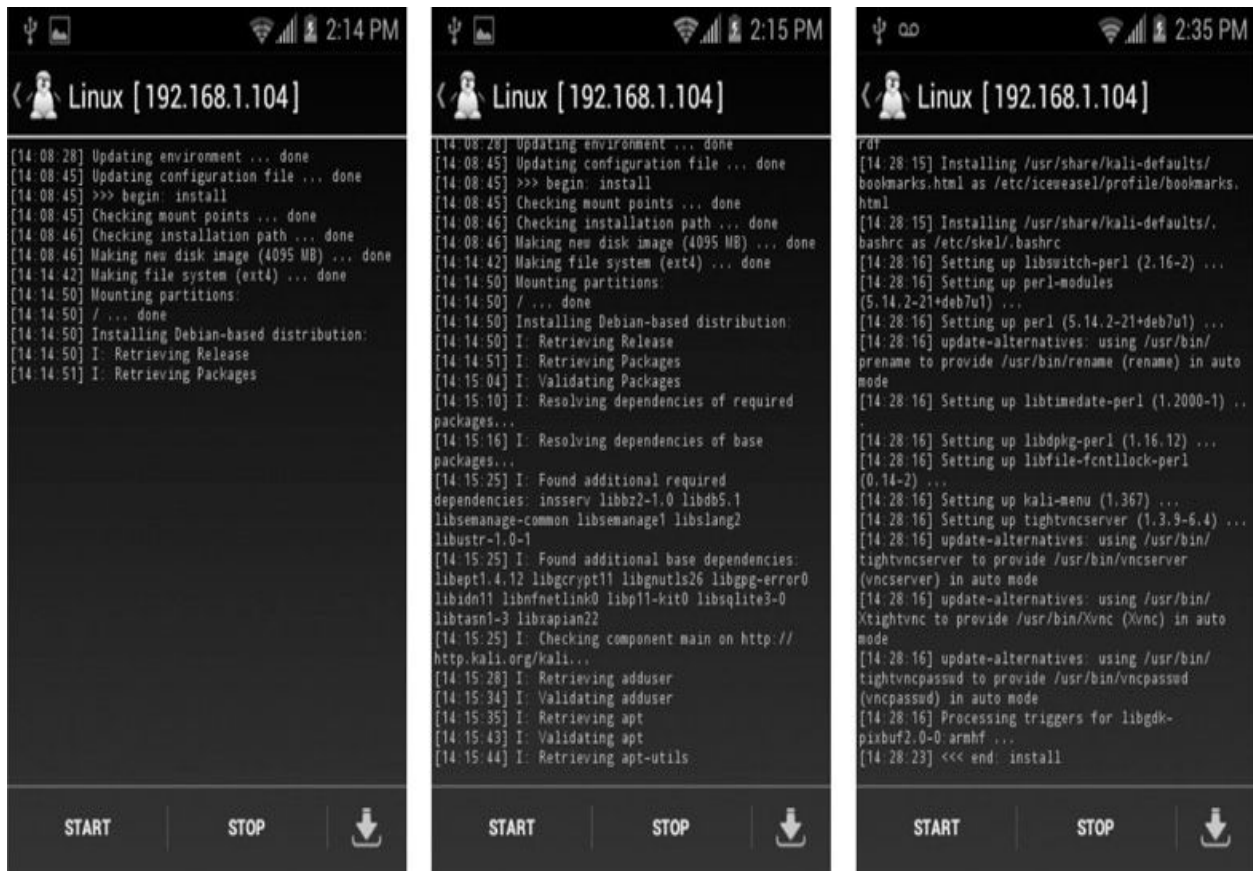 2:14 PM
Linux [192.168.1.104]
[14:08:28] Updating environment ... done
[14:08:45] Updating configuration file ... done
[14:08:45] >>> begin: install
[14:08:45] Checking mount points ... done
[14:08:46] Checking installation path ... done
[14:08:46] Making new disk image (4095 MB) ... done
[14:14:42] Making file system (ext4) ... done
[14:14:50] Mounting partitions:
[14:14:50] / ... done
[14:14:50] Installing Debian-based distribution:
[14:14:50] I: Retrieving Release
[14:14:51] I: Retrieving Packages
START
STOP
2:15 PM
Linux [192.168.1.104]
[14:08:28] Updating environment ... done
[14:08:45] Updating configuration file ... done
[14:08:45] >>> begin: install
[14:08:45] Checking mount points ... done
[14:08:46] Checking installation path ... done
[14:08:46] Making new disk image (4095 MB) ... done
[14:14:42] Making file system (ext4) ... done
[14:14:50] Mounting partitions:
[14:14:50] / ... done
[14:14:50] Installing Debian-based distribution:
[14:14:50] I: Retrieving Release
[14:14:51] I: Retrieving Packages
[14:15:04] I: Validating Packages
[14:15:10] I: Resolving dependencies of required
packages...
[14:15:16] I: Resolving dependencies of base
packages...
[14:15:25] I: Found additional required
dependencies: insserv libbz2-1.0 libdb5.1
libsemanage-common libsemanage1 libslang2
libustr-1.0-1
[14:15:25] I: Found additional base dependencies:
libept1.4.12 libgcrypt11 libgnutls26 libgpg-error0
libidn11 libnfnetlink0 libp11-kit0 libsqlite3-0
libtasn1-3 libxapian22
[14:15:25] I: Checking component main on http://
http.kali.org/kali...
[14:15:28] I: Retrieving adduser
[14:15:34] I: Validating adduser
[14:15:35] I: Retrieving apt
[14:15:43] I: Validating apt
[14:15:44] I: Retrieving apt-utils
START
STOP
2:35 PM
Linux [192.168.1.104]
rdf
[14:28:15] Installing /usr/share/kali-defaults/
bookmarks.html as /etc/iceweasel/profile/bookmarks.
html
[14:28:15] Installing /usr/share/kali-defaults/.
bashrc as /etc/skel/.bashrc
[14:28:16] Setting up libswitch-perl (2.16-2) ...
[14:28:16] Setting up perl-modules
(5.14.2-21+deb7u1) ...
[14:28:16] Setting up perl (5.14.2-21+deb7u1) ...
[14:28:16] update-alternatives: using /usr/bin/
prename to provide /usr/bin/rename (rename) in auto
mode
[14:28:16] Setting up libtimedate-perl (1.2000-1) ..
.
[14:28:16] Setting up libdpkg-perl (1.16.12) ...
[14:28:16] Setting up libfile-fcntllock-perl
(0.14-2) ...
[14:28:16] Setting up kali-menu (1.367) ...
[14:28:16] Setting up tightvncserver (1.3.9-6.4) ...
[14:28:16] update-alternatives: using /usr/bin/
tightvncserver to provide /usr/bin/vncserver
(vncserver) in auto mode
[14:28:16] update-alternatives: using /usr/bin/
Xtightvnc to provide /usr/bin/Xvnc (Xvnc) in auto
mode
[14:28:16] update-alternatives: using /usr/bin/
tightvncpasswd to provide /usr/bin/vncpasswd
(vncpasswd) in auto mode
[14:28:16] Processing triggers for libgdk-
pixbuf2.0-0:armhf ...
[14:28:23] <<< end: install
START
STOP